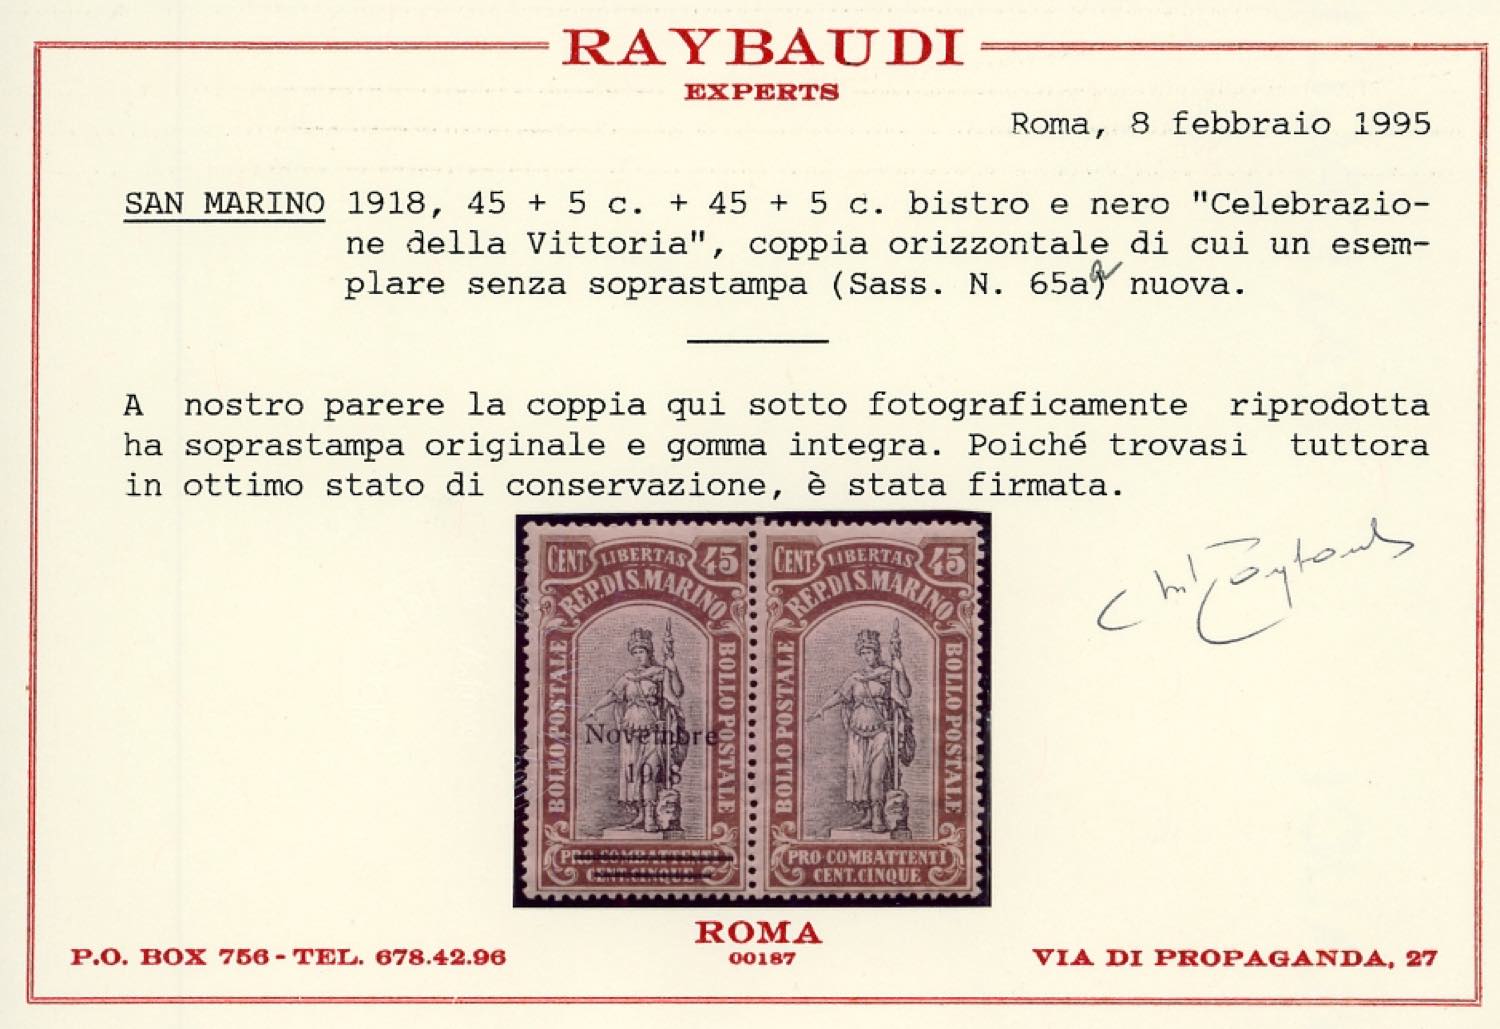 RAYBAUDI
EXPERTS
Roma, 8 febbraio 1995
SAN MARINO 1918, 45 + 5 c. + 45 + 5 c. bistro e nero "Celebrazio-
ne della Vittoria", coppia orizzontale di cui un esem-
plare senza soprastampa (Sass. N. 65a) nuova.
A nostro parere la coppia qui sotto fotograficamente riprodotta
ha soprastampa originale e gomma integra. Poiché trovasi tuttora
in ottimo stato di conservazione, è stata firmata.
CENT. LIBERTAS 45
REP. DI S. MARINO
BOLLO POSTALE
BOLLO POSTALE
3
Novembre
1918
PRO COMBATTENTI
CENT. CINQUE
CENT. LIBERTAS 45
REP. DI S. MARINO
BOLLO POSTALE
BOLLO POSTALE
PRO COMBATTENTI
CENT. CINQUE
ROMA
00187
P.O. BOX 756 - TEL. 678.42.96
VIA DI PROPAGANDA, 27